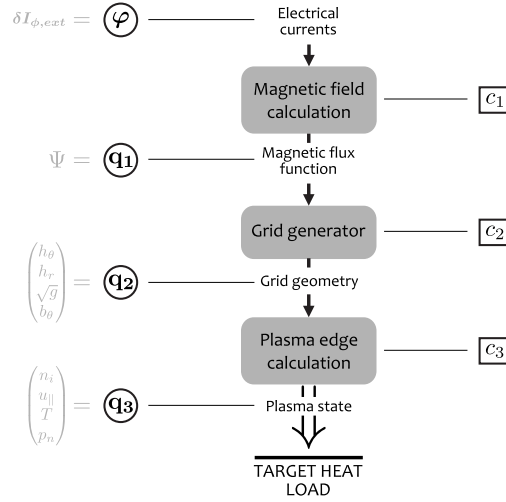 δI_{ϕ,ext} = φ
Electrical
currents
Magnetic field
calculation
c_1
Ψ = q_1
Magnetic flux
function
Grid generator
c_2
h_θ
h_r
√g
b_θ
= q_2
Grid geometry
Plasma edge
calculation
c_3
n_i
u_{||}
T
p_n
= q_3
Plasma state
TARGET HEAT
LOAD